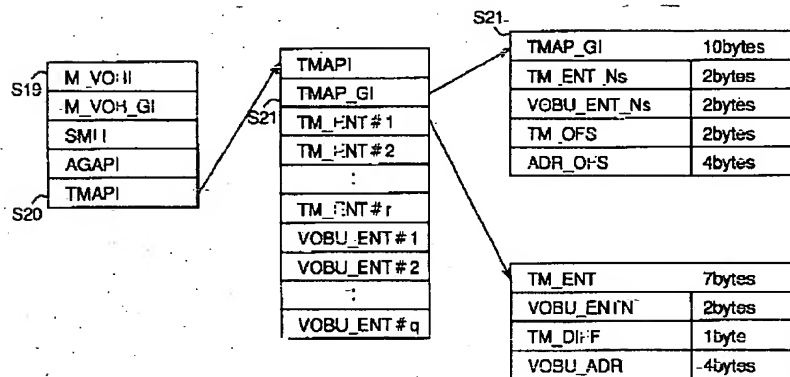 S19
M_VOBI
M_VOB_GI
SMLI
AGAPI
TMAPI
S20
TMAPI
TMAP_GI
S21
TM_ENT#1
TM_ENT#2
:
TM_ENT#r
VOBU_ENT#1
VOBU_ENT#2
:
VOBU_ENT#q
S21
TMAP_GI 10bytes
TM_ENT_Ns 2bytes
VOBU_ENT_Ns 2bytes
TM_OFS 2bytes
ADR_OFS 4bytes
TM_ENT 7bytes
VOBU_ENTN 2bytes
TM_DIFF 1byte
VOBU_ADR 4bytes